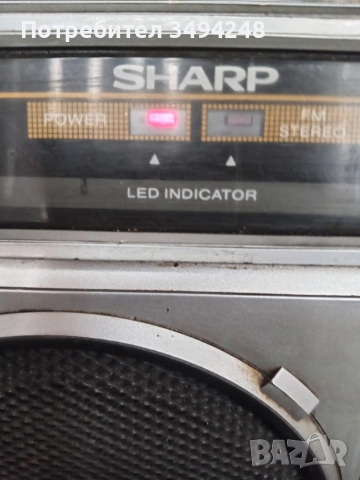 Потребител 3494248
SHARP
POWER
FM
STEREO
LED INDICATOR
BAZAR